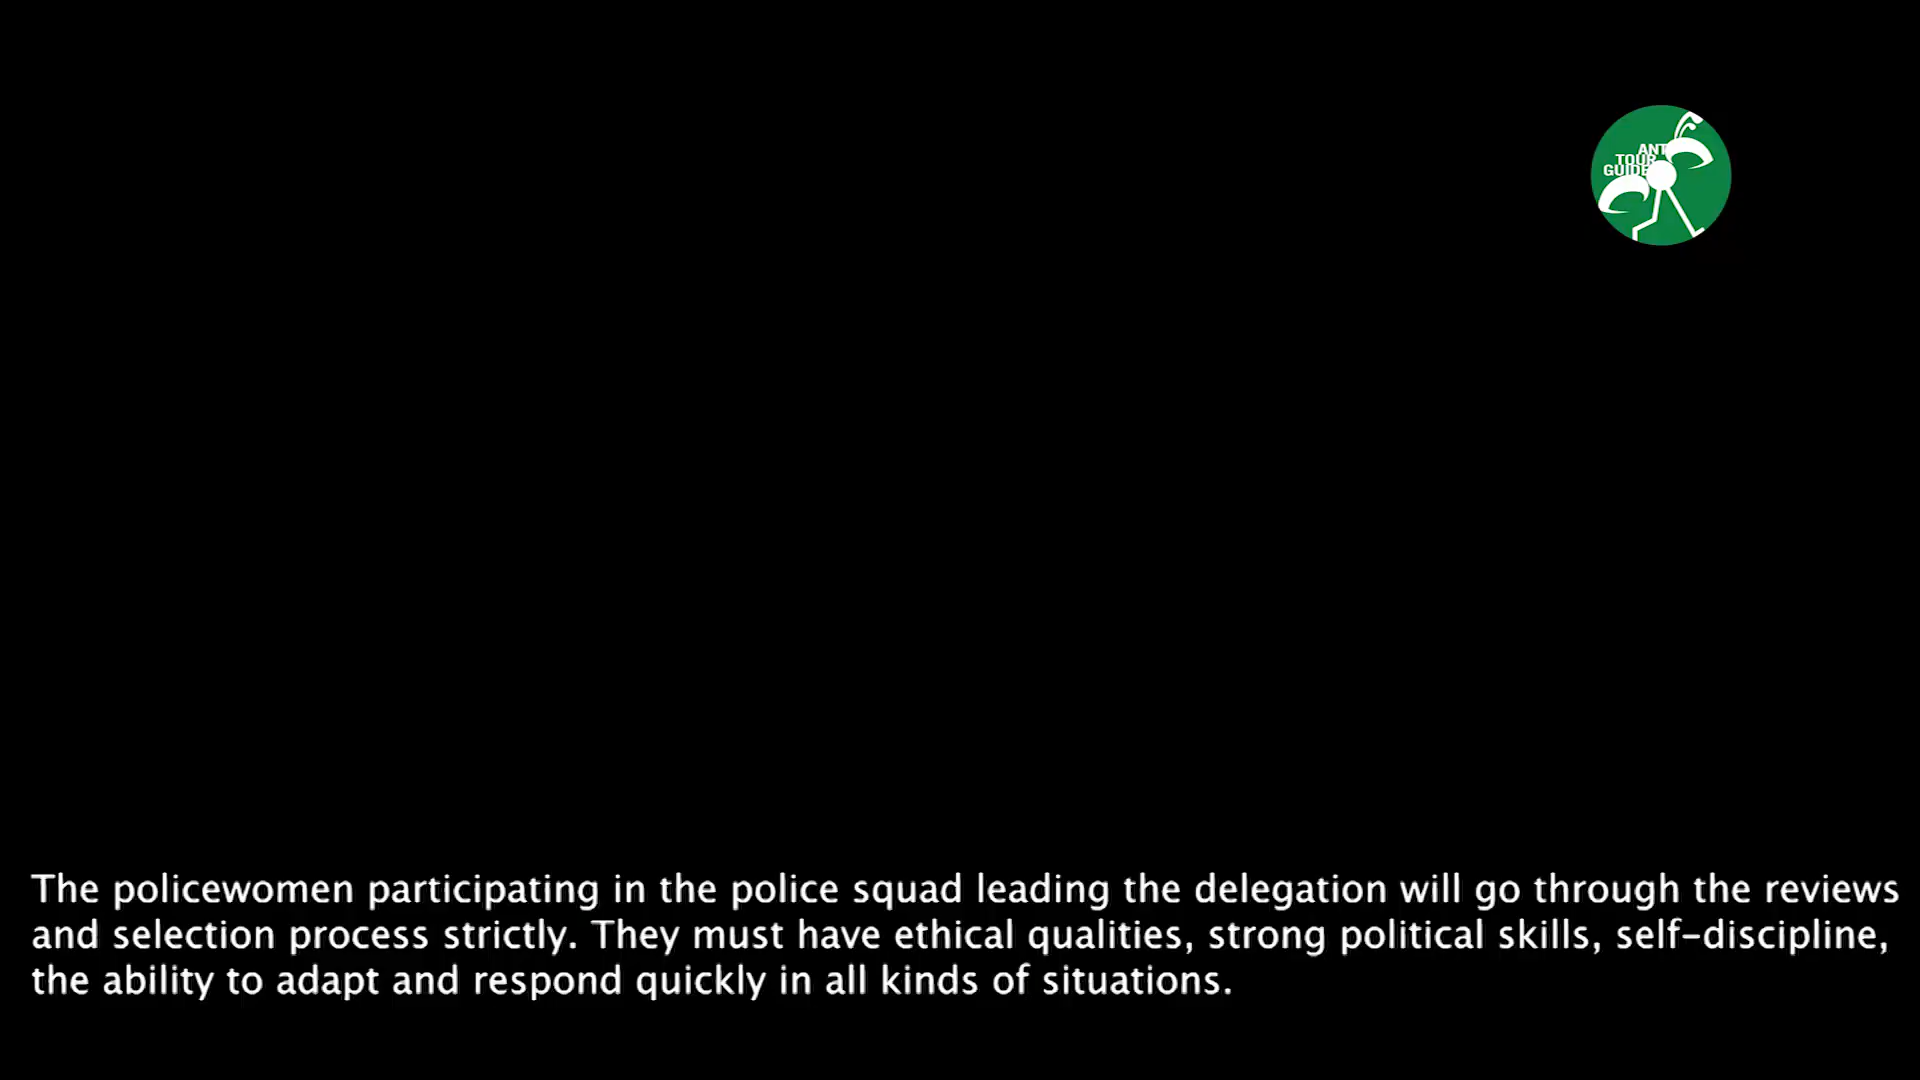 ANT
TOUR
GUIDE
The policewomen participating in the police squad leading the delegation will go through the reviews
and selection process strictly. They must have ethical qualities, strong political skills, self-discipline,
the ability to adapt and respond quickly in all kinds of situations.